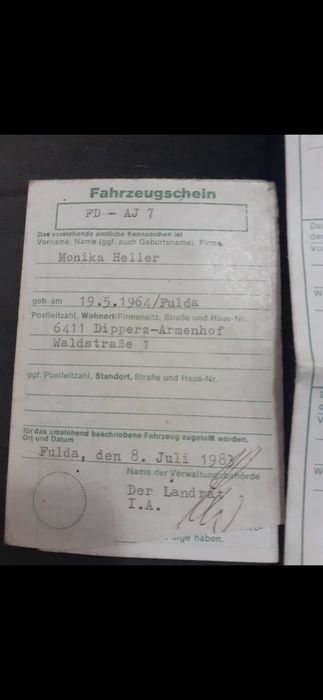 Fahrzeugschein
FD - AJ 7
Das vorstehende amtliche Kennzeichen ist
Vorname, Name (ggf. auch Geburtsname), Firma
Monika Heller
geb. am 19.5.1964/Fulda
Postleitzahl, Wohnort/Firmensitz, Straße und Haus-Nr.
6411 Dipperz-Armenhof
Waldstraße 1
ggf. Postleitzahl, Standort, Straße und Haus-Nr.
für das umstehend beschriebene Fahrzeug zugeteilt worden.
Ort und Datum
Fulda, den 8. Juli 1983
Name der Verwaltungsbehörde
Der Landrat
I.A.
haben.